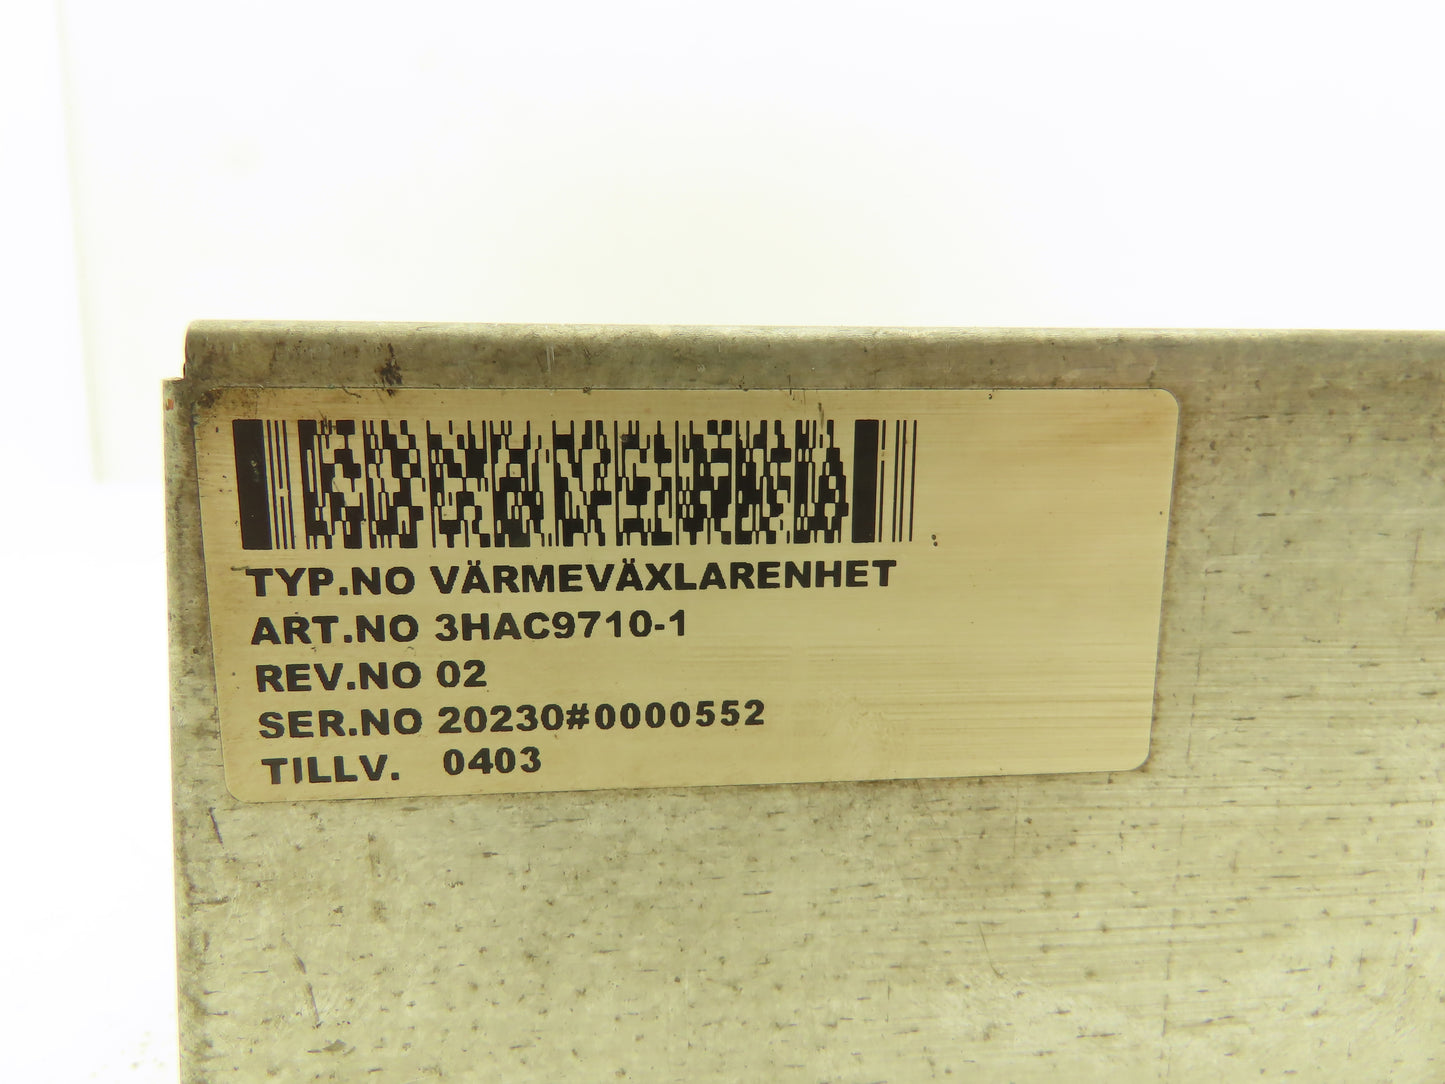 TYP.NO VÄRMEVÄXLARENHET
ART.NO 3HAC9710-1
REV.NO 02
SER.NO 20230#0000552
TILLV. 0403